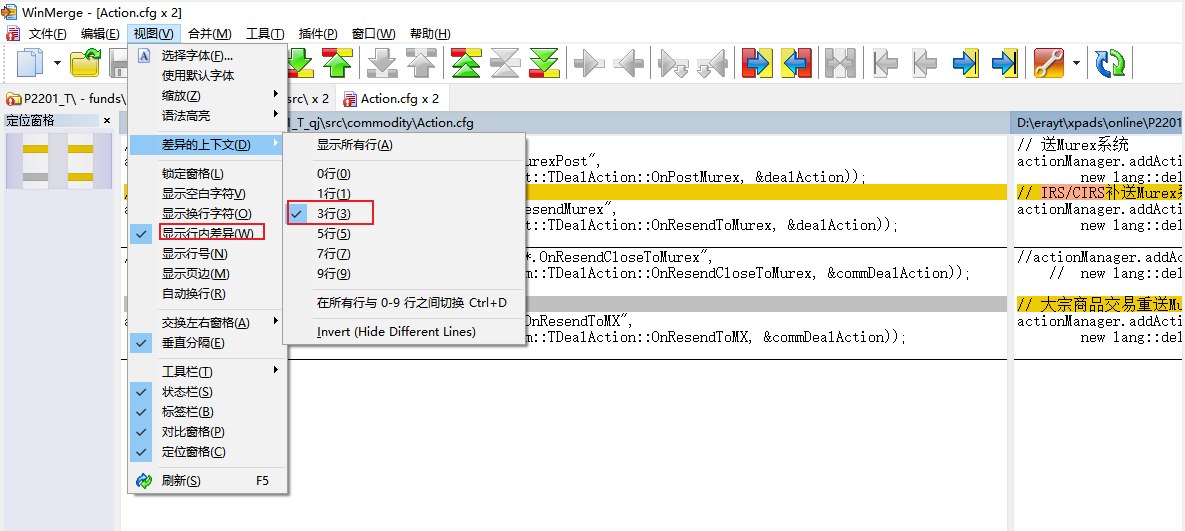 WinMerge - [Action.cfg x 2]
文件(F) 编辑(E) 视图(V) 合并(M) 工具(T) 插件(P) 窗口(W) 帮助(H)
P2201_T\ - funds\
src\ x 2
Action.cfg x 2
定位窗格 ×
I_T_qj\src\commodity\Action.cfg
D:\erayt\xpads\online\P2201
选择字体(F)...
使用默认字体
缩放(Z)
语法高亮
差异的上下文(D)
锁定窗格(L)
显示空白字符(V)
显示换行字符(O)
显示行内差异(W)
显示行号(N)
显示页边(M)
自动换行(R)
交换左右窗格(A)
垂直分隔(E)
工具栏(T)
状态栏(S)
标签栏(B)
对比窗格(P)
定位窗格(C)
刷新(S) F5
显示所有行(A)
0行(0)
1行(1)
3行(3)
5行(5)
7行(7)
9行(9)
在所有行与 0-9 行之间切换 Ctrl+D
Invert (Hide Different Lines)
urexPost",
t::TDealAction::OnPostMurex, &dealAction));
esendMurex",
t::TDealAction::OnResendToMurex, &dealAction));
*.OnResendCloseToMurex",
m::TDealAction::OnResendCloseToMurex, &commDealAction));
OnResendToMX",
m::TDealAction::OnResendToMX, &commDealAction));
// 送Murex系统
actionManager.addActi
new lang::del
// IRS/CIRS补送Murex系
actionManager.addActi
new lang::del
//actionManager.addAc
// new lang::del
// 大宗商品交易重送Mu
actionManager.addActi
new lang::del